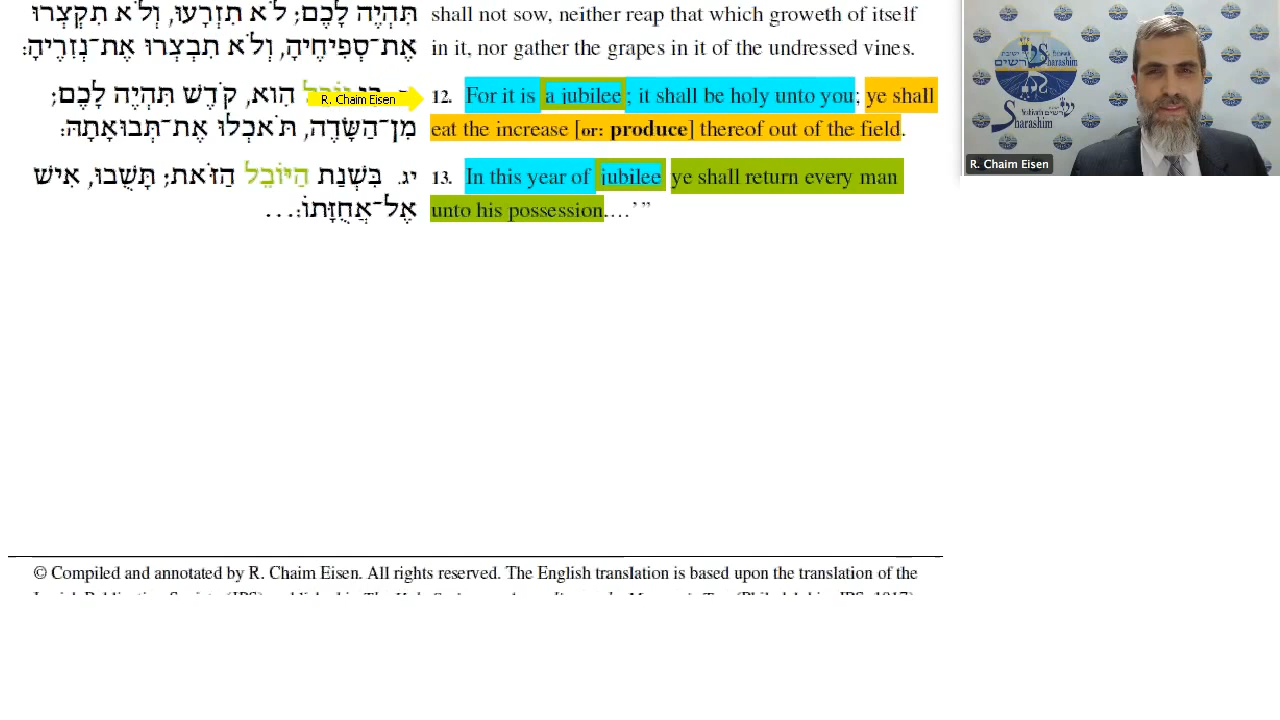 תִּהְיֶה לָכֶם; לֹא תִזְרָעוּ, וְלֹא תִקְצְרוּ
אֶת־סְפִיחֶיהָ, וְלֹא תִבְצְרוּ אֶת־נְזִרֶיהָ:
הִוא, קֹדֶשׁ תִּהְיֶה לָכֶם;
מִן־הַשָּׂדֶה, תֹּאכְלוּ אֶת־תְּבוּאָתָהּ:
יג. בִּשְׁנַת הַיּוֹבֵל הַזֹּאת; תָּשֻׁבוּ, אִישׁ
אֶל־אֲחֻזָּתוֹ:...
shall not sow, neither reap that which groweth of itself
in it, nor gather the grapes in it of the undressed vines.
12. For it is a jubilee; it shall be holy unto you; ye shall
eat the increase [or: produce] thereof out of the field.
13. In this year of jubilee ye shall return every man
unto his possession....’”
R. Chaim Eisen
© Compiled and annotated by R. Chaim Eisen. All rights reserved. The English translation is based upon the translation of the
R. Chaim Eisen
Yeshivath
Sharashim